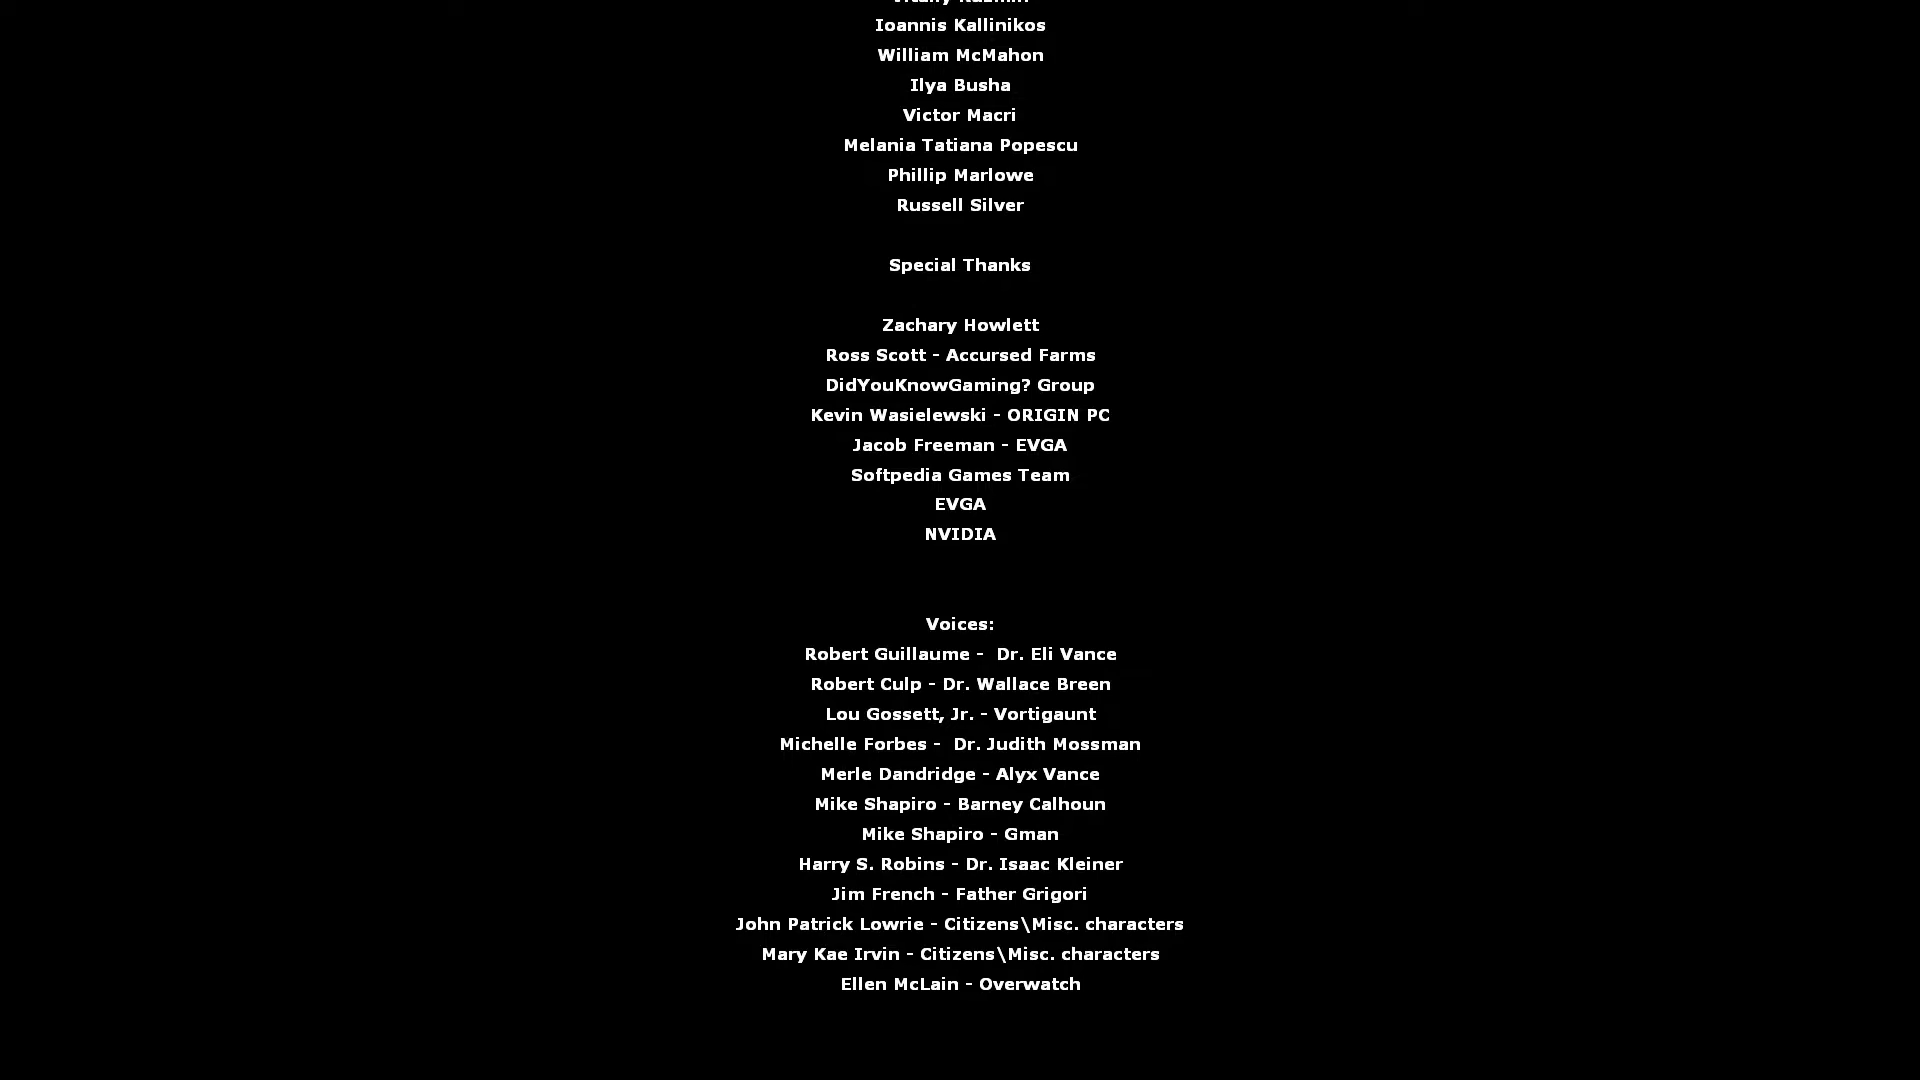 Ioannis Kallinikos
William McMahon
Ilya Busha
Victor Macri
Melania Tatiana Popescu
Phillip Marlowe
Russell Silver
Special Thanks
Zachary Howlett
Ross Scott - Accursed Farms
DidYouKnowGaming? Group
Kevin Wasielewski - ORIGIN PC
Jacob Freeman - EVGA
Softpedia Games Team
EVGA
NVIDIA
Voices:
Robert Guillaume -  Dr. Eli Vance
Robert Culp - Dr. Wallace Breen
Lou Gossett, Jr. - Vortigaunt
Michelle Forbes -  Dr. Judith Mossman
Merle Dandridge - Alyx Vance
Mike Shapiro - Barney Calhoun
Mike Shapiro - Gman
Harry S. Robins - Dr. Isaac Kleiner
Jim French - Father Grigori
John Patrick Lowrie - Citizens\Misc. characters
Mary Kae Irvin - Citizens\Misc. characters
Ellen McLain - Overwatch